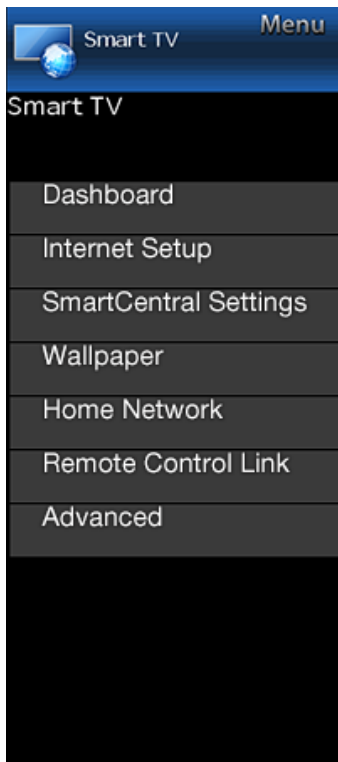 Smart TV
Menu
Smart TV
Dashboard
Internet Setup
SmartCentral Settings
Wallpaper
Home Network
Remote Control Link
Advanced